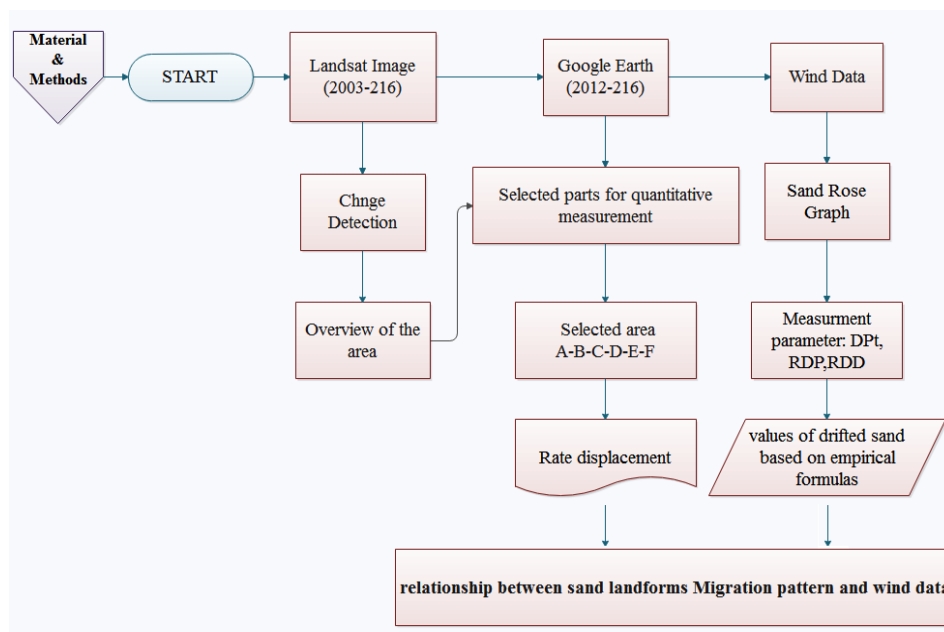 Material
&
Methods
START
Landsat Image
(2003-216)
Google Earth
(2012-216)
Wind Data
Chnge
Detection
Selected parts for quantitative
measurement
Sand Rose
Graph
Overview of the
area
Selected area
A-B-C-D-E-F
Measurment
parameter: DPt,
RDP,RDD
Rate displacement
values of drifted sand
based on empirical
formulas
relationship between sand landforms Migration pattern and wind data